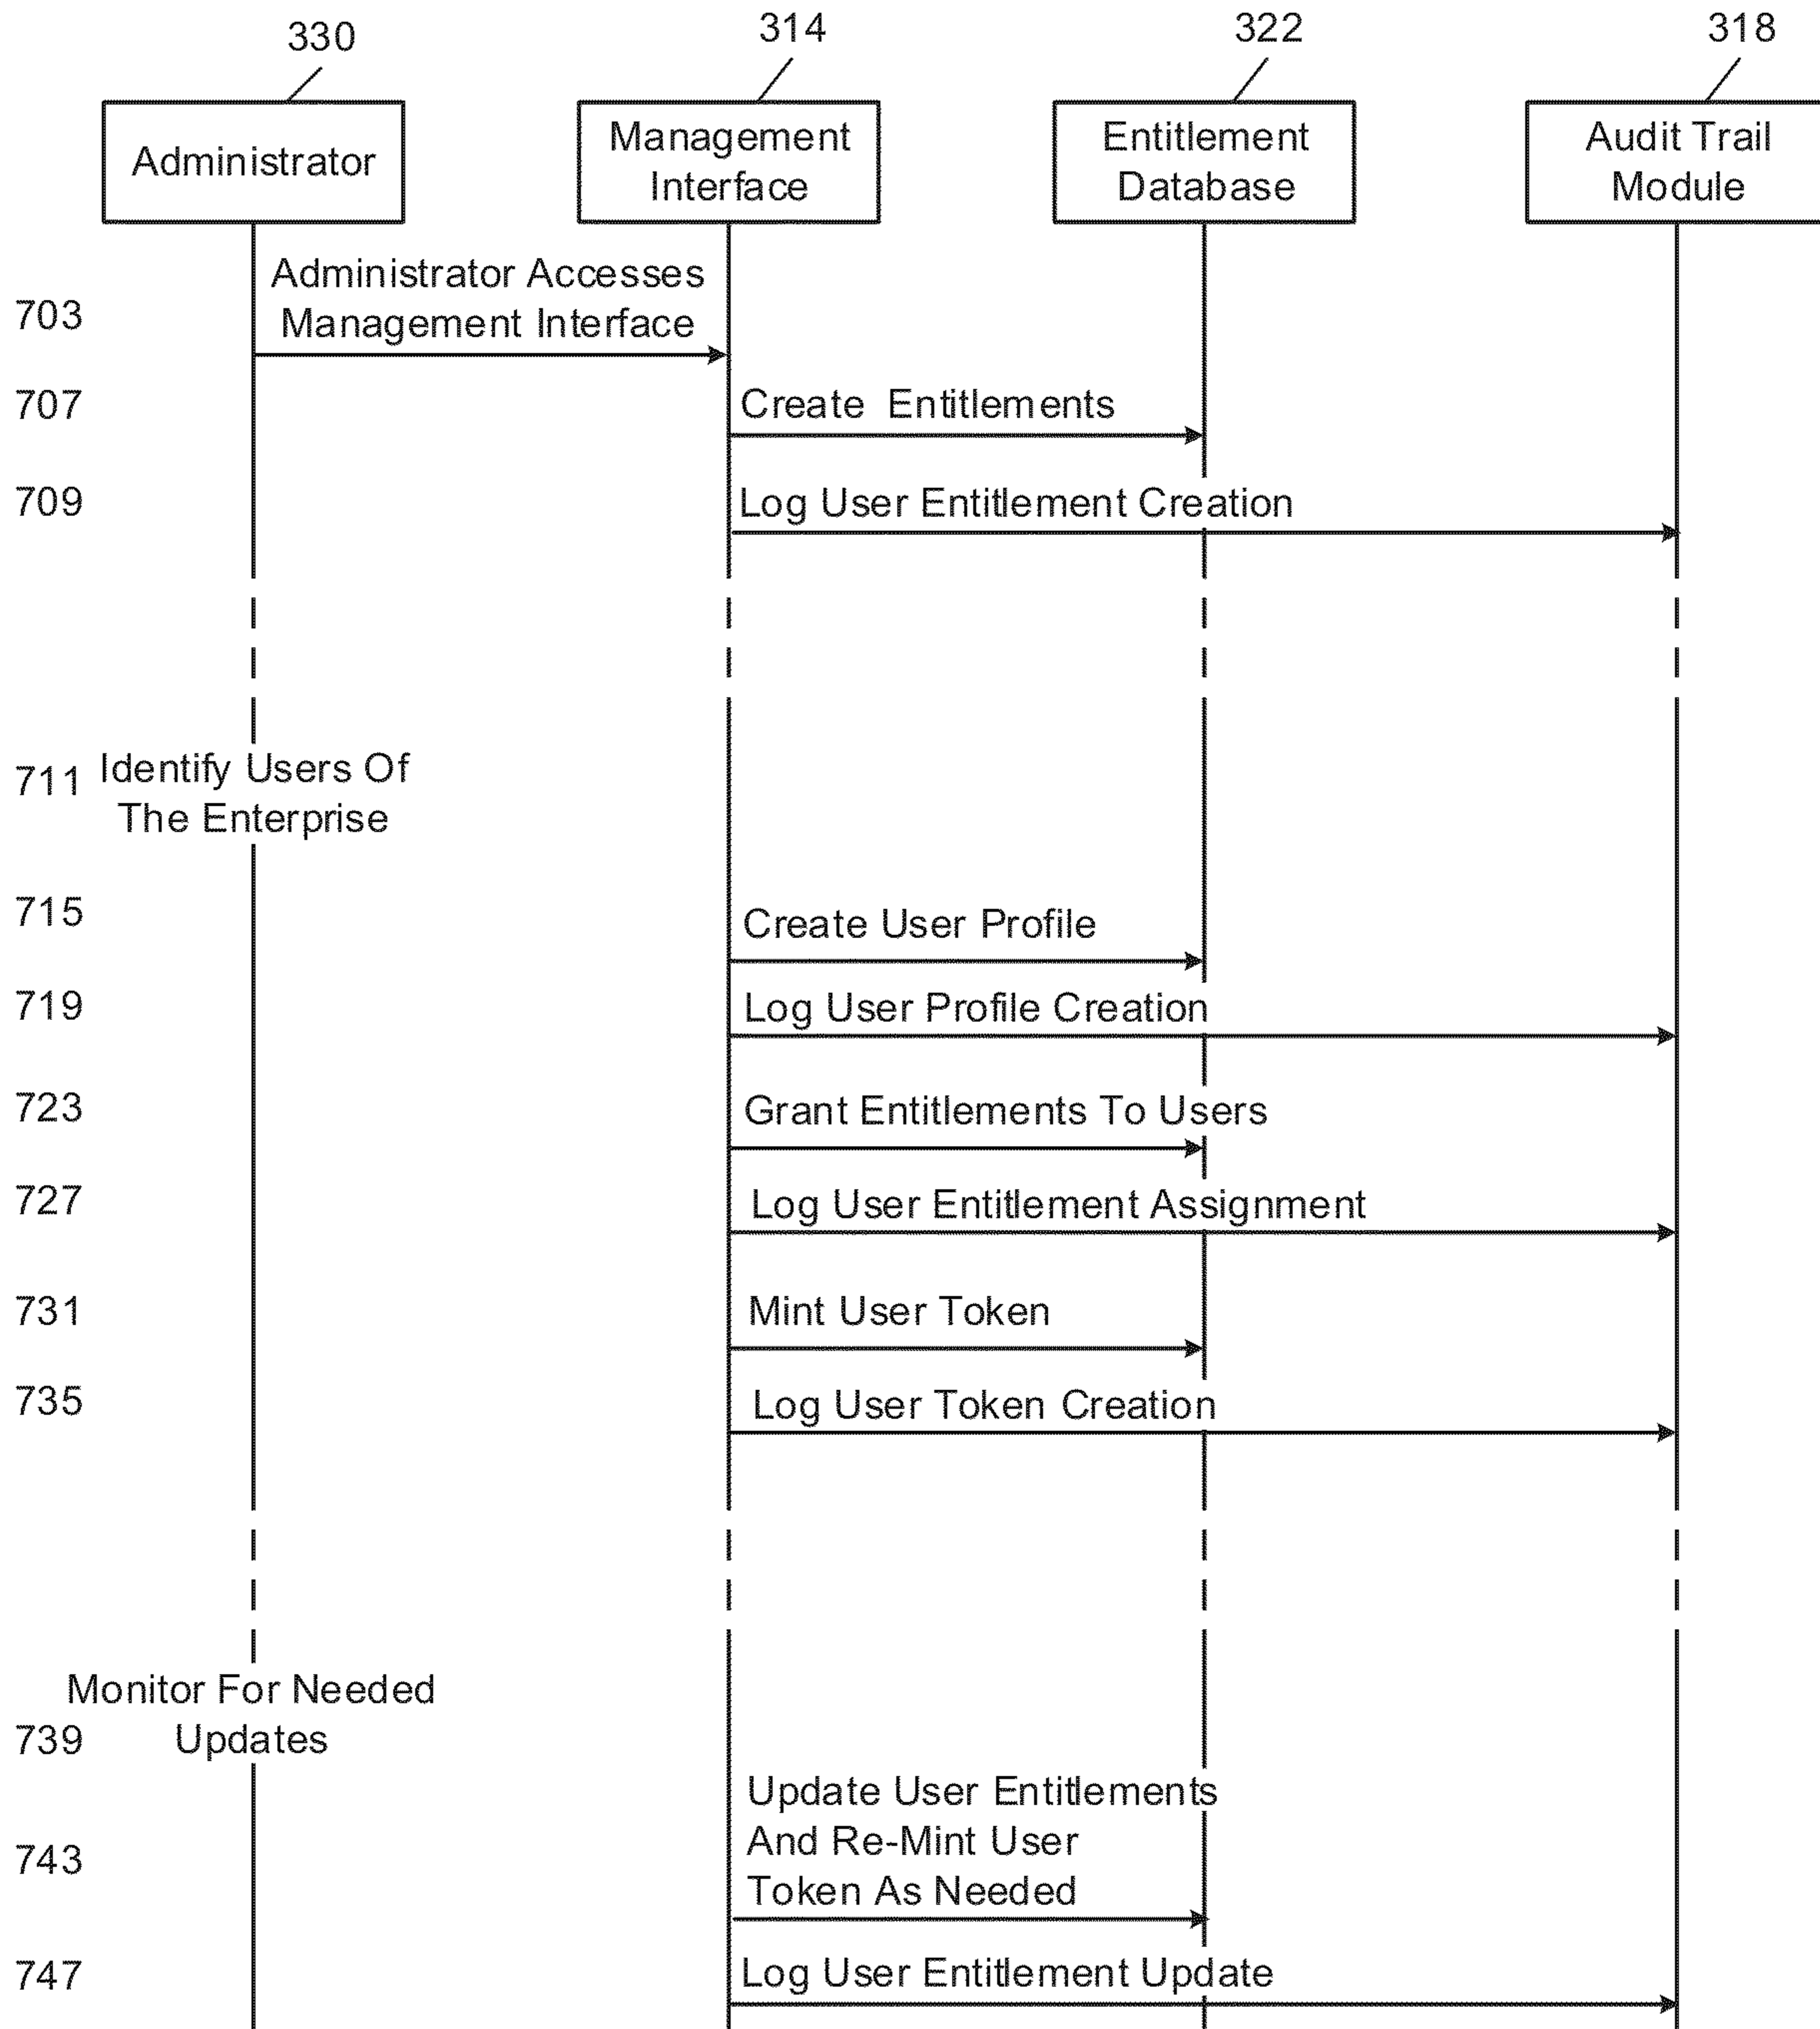 330
314
322
318
Administrator
Management
Interface
Entitlement
Database
Audit Trail
Module
Administrator Accesses
703
Management Interface
707
Create Entitlements
709
Log User Entitlement Creation
711
Identify Users Of
The Enterprise
715
Create User Profile
719
Log User Profile Creation
723
Grant Entitlements To Users
727
Log User Entitlement Assignment
731
Mint User Token
735
Log User Token Creation
Monitor For Needed
739
Updates
Update User Entitlements
743
And Re-Mint User
Token As Needed
747
Log User Entitlement Update